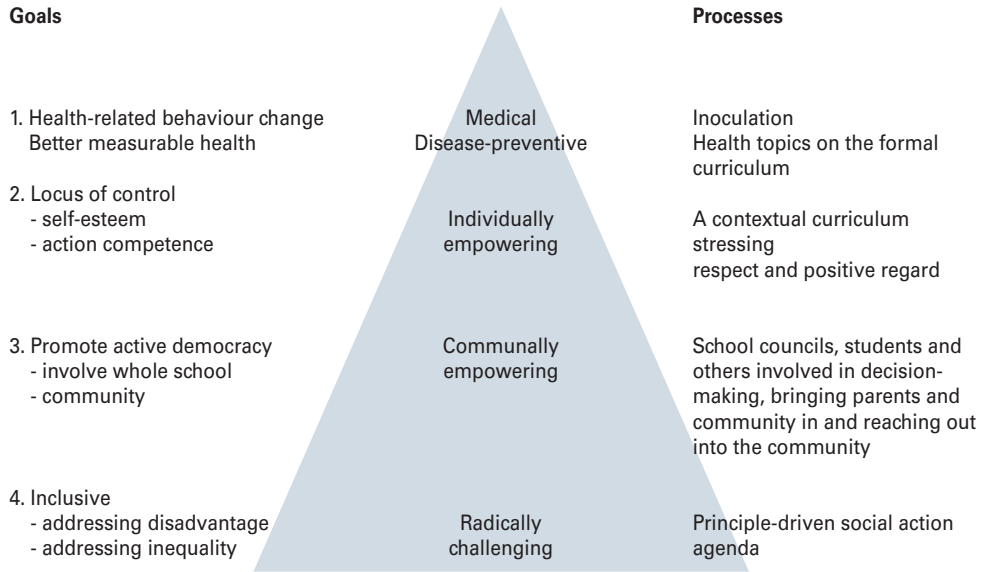 Goals
Processes
1. Health-related behaviour change
Better measurable health
Medical
Disease-preventive
Inoculation
Health topics on the formal
curriculum
2. Locus of control
- self-esteem
- action competence
Individually
empowering
A contextual curriculum
stressing
respect and positive regard
3. Promote active democracy
- involve whole school
- community
Communally
empowering
School councils, students and
others involved in decision-
making, bringing parents and
community in and reaching out
into the community
4. Inclusive
- addressing disadvantage
- addressing inequality
Radically
challenging
Principle-driven social action
agenda